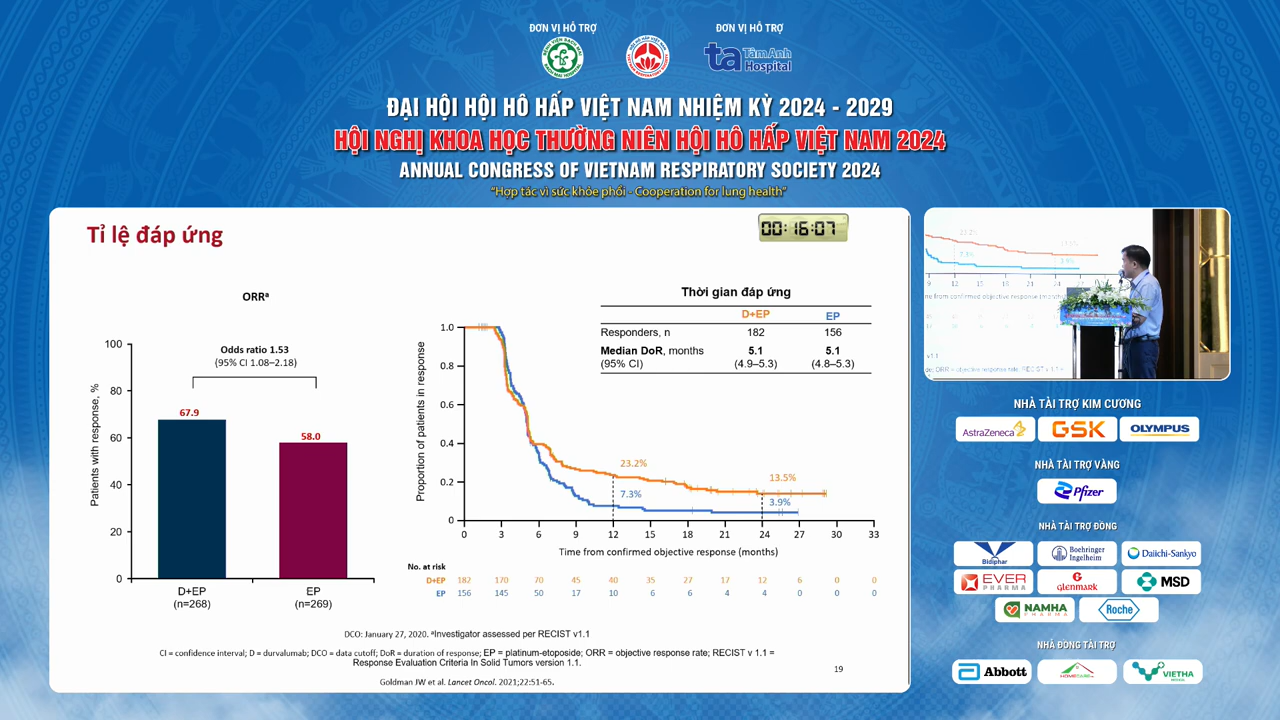 ĐƠN VỊ HỖ TRỢ
ĐƠN VỊ HỖ TRỢ
TâmAnh
Hospital
ĐẠI HỘI HỘI HÔ HẤP VIỆT NAM NHIỆM KỲ 2024 - 2029
HỘI NGHỊ KHOA HỌC THƯỜNG NIÊN HỘI HÔ HẤP VIỆT NAM 2024
ANNUAL CONGRESS OF VIETNAM RESPIRATORY SOCIETY 2024
"Hợp tác vì sức khỏe phổi - Cooperation for lung health"
Tỉ lệ đáp ứng
00:16:07
ORRᵃ
Odds ratio 1.53
(95% CI 1.08–2.18)
Patients with response, %
100
80
60
40
20
0
67.9
58.0
D+EP
(n=268)
EP
(n=269)
Thời gian đáp ứng
D+EP EP
Responders, n 182 156
Median DoR, months 5.1 5.1
(95% CI) (4.9–5.3) (4.8–5.3)
Proportion of patients in response
1.0
0.8
0.6
0.4
0.2
0
23.2%
7.3%
13.5%
3.9%
0 3 6 9 12 15 18 21 24 27 30 33
Time from confirmed objective response (months)
No. at risk
D+EP 182 170 70 45 40 35 27 17 12 6 0 0
EP 156 145 50 17 10 6 6 4 4 0 0 0
DCO: January 27, 2020. ᵃInvestigator assessed per RECIST v1.1
CI = confidence interval; D = durvalumab; DCO = data cutoff; DoR = duration of response; EP = platinum-etoposide; ORR = objective response rate; RECIST v 1.1 =
Response Evaluation Criteria In Solid Tumors version 1.1.
19
Goldman JW et al. Lancet Oncol. 2021;22:51-65.
NHÀ TÀI TRỢ KIM CƯƠNG
AstraZeneca
GSK
OLYMPUS
NHÀ TÀI TRỢ VÀNG
Pfizer
NHÀ TÀI TRỢ ĐỒNG
Bidiphar
Boehringer
Ingelheim
Daiichi-Sankyo
EVER
PHARMA
GLENMARK
MSD
NAMHA
PHARMA
Roche
NHÀ ĐỒNG TÀI TRỢ
Abbott
HOMECARE
VIETHA